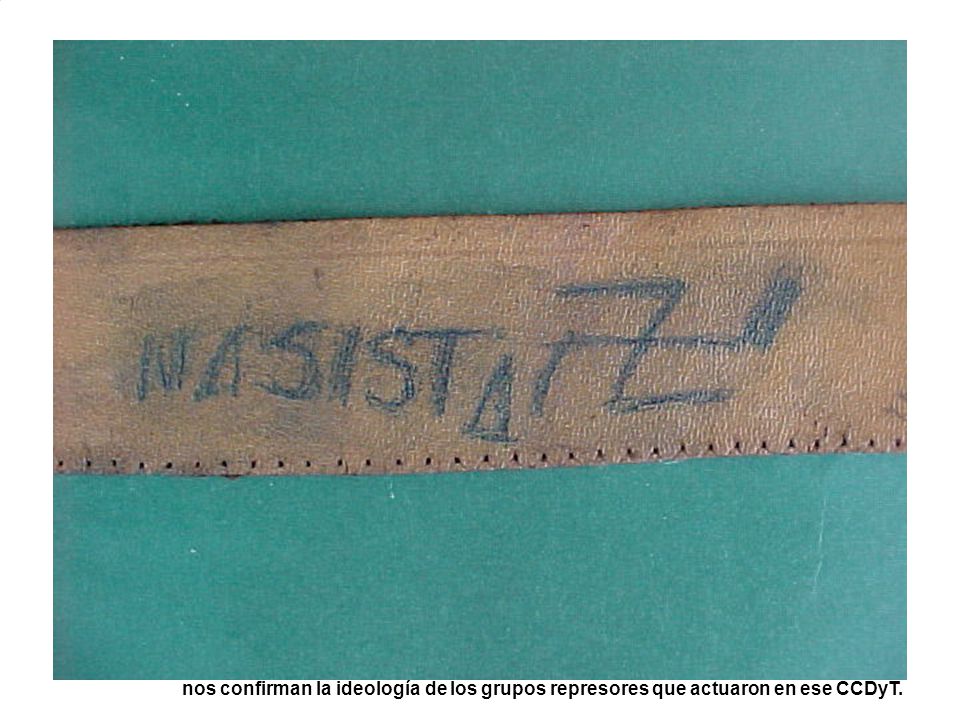 NASISTA
nos confirman la ideología de los grupos represores que actuaron en ese CCDyT.